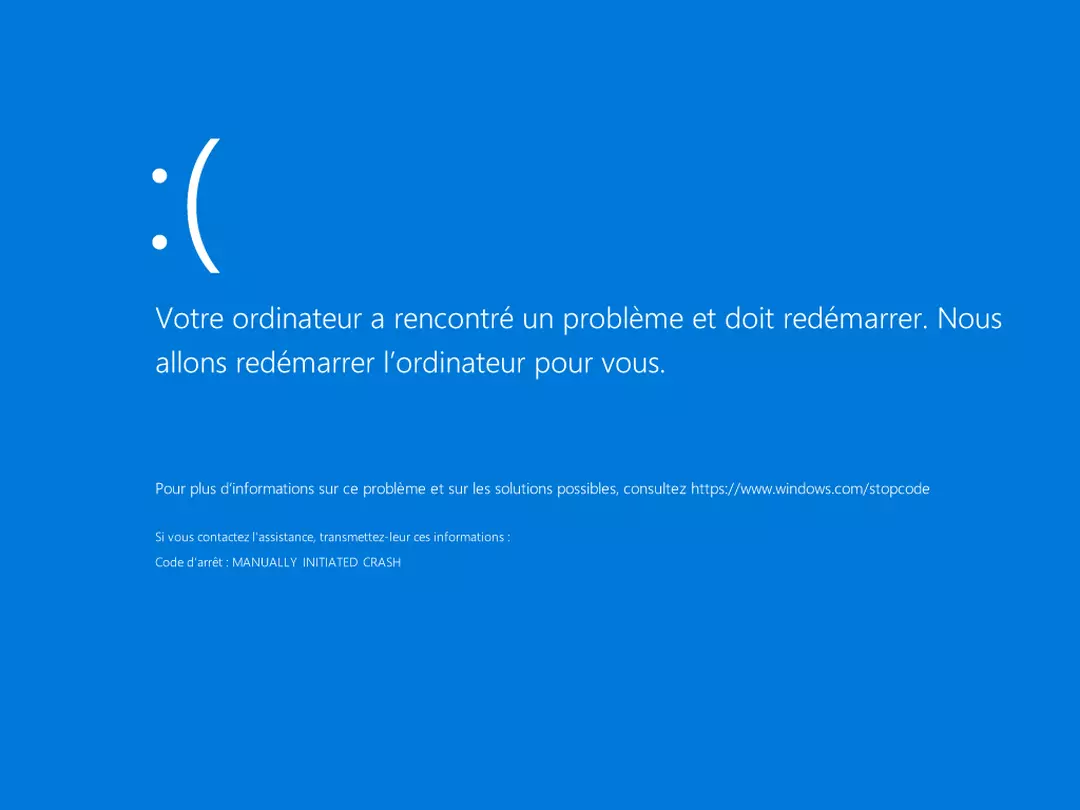 :(
Votre ordinateur a rencontré un problème et doit redémarrer. Nous
allons redémarrer l’ordinateur pour vous.
Pour plus d’informations sur ce problème et sur les solutions possibles, consultez https://www.windows.com/stopcode
Si vous contactez l’assistance, transmettez-leur ces informations :
Code d’arrêt : MANUALLY INITIATED CRASH